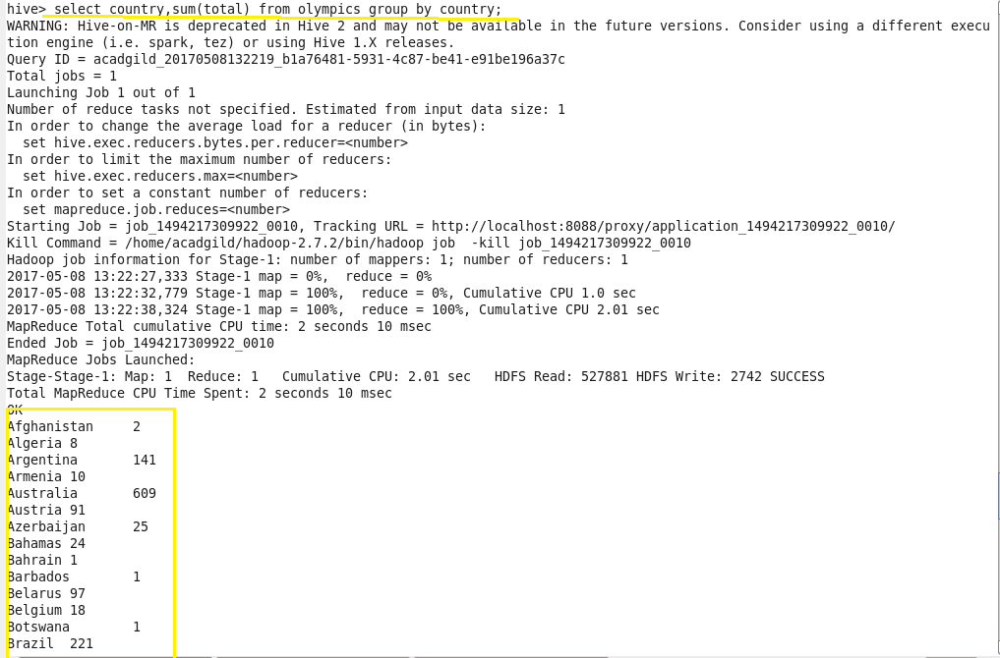 hive> select country,sum(total) from olympics group by country;
WARNING: Hive-on-MR is deprecated in Hive 2 and may not be available in the future versions. Consider using a different execu
tion engine (i.e. spark, tez) or using Hive 1.X releases.
Query ID = acadgild_20170508132219_b1a76481-5931-4c87-be41-e91be196a37c
Total jobs = 1
Launching Job 1 out of 1
Number of reduce tasks not specified. Estimated from input data size: 1
In order to change the average load for a reducer (in bytes):
  set hive.exec.reducers.bytes.per.reducer=<number>
In order to limit the maximum number of reducers:
  set hive.exec.reducers.max=<number>
In order to set a constant number of reducers:
  set mapreduce.job.reduces=<number>
Starting Job = job_1494217309922_0010, Tracking URL = http://localhost:8088/proxy/application_1494217309922_0010/
Kill Command = /home/acadgild/hadoop-2.7.2/bin/hadoop job  -kill job_1494217309922_0010
Hadoop job information for Stage-1: number of mappers: 1; number of reducers: 1
2017-05-08 13:22:27,333 Stage-1 map = 0%,  reduce = 0%
2017-05-08 13:22:32,779 Stage-1 map = 100%,  reduce = 0%, Cumulative CPU 1.0 sec
2017-05-08 13:22:38,324 Stage-1 map = 100%,  reduce = 100%, Cumulative CPU 2.01 sec
MapReduce Total cumulative CPU time: 2 seconds 10 msec
Ended Job = job_1494217309922_0010
MapReduce Jobs Launched:
Stage-Stage-1: Map: 1  Reduce: 1   Cumulative CPU: 2.01 sec   HDFS Read: 527881 HDFS Write: 2742 SUCCESS
Total MapReduce CPU Time Spent: 2 seconds 10 msec
OK
Afghanistan     2
Algeria 8
Argentina       141
Armenia 10
Australia       609
Austria 91
Azerbaijan      25
Bahamas 24
Bahrain 1
Barbados        1
Belarus 97
Belgium 18
Botswana        1
Brazil  221